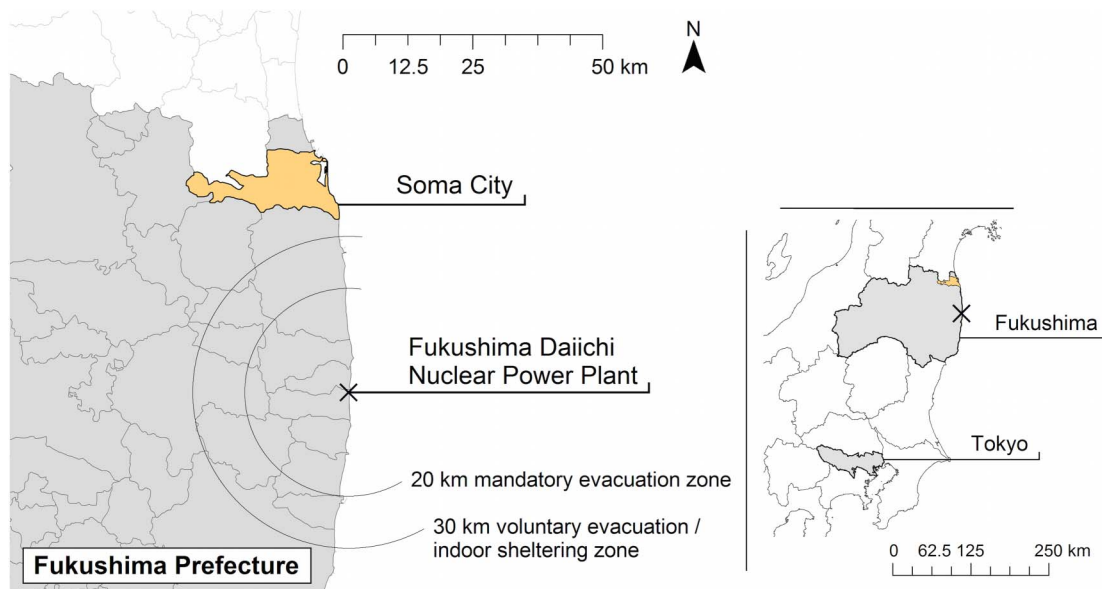 N
0 12.5 25 50 km
Soma City
Fukushima Daiichi
Nuclear Power Plant
20 km mandatory evacuation zone
30 km voluntary evacuation /
indoor sheltering zone
Fukushima Prefecture
Fukushima
Tokyo
0 62.5 125 250 km